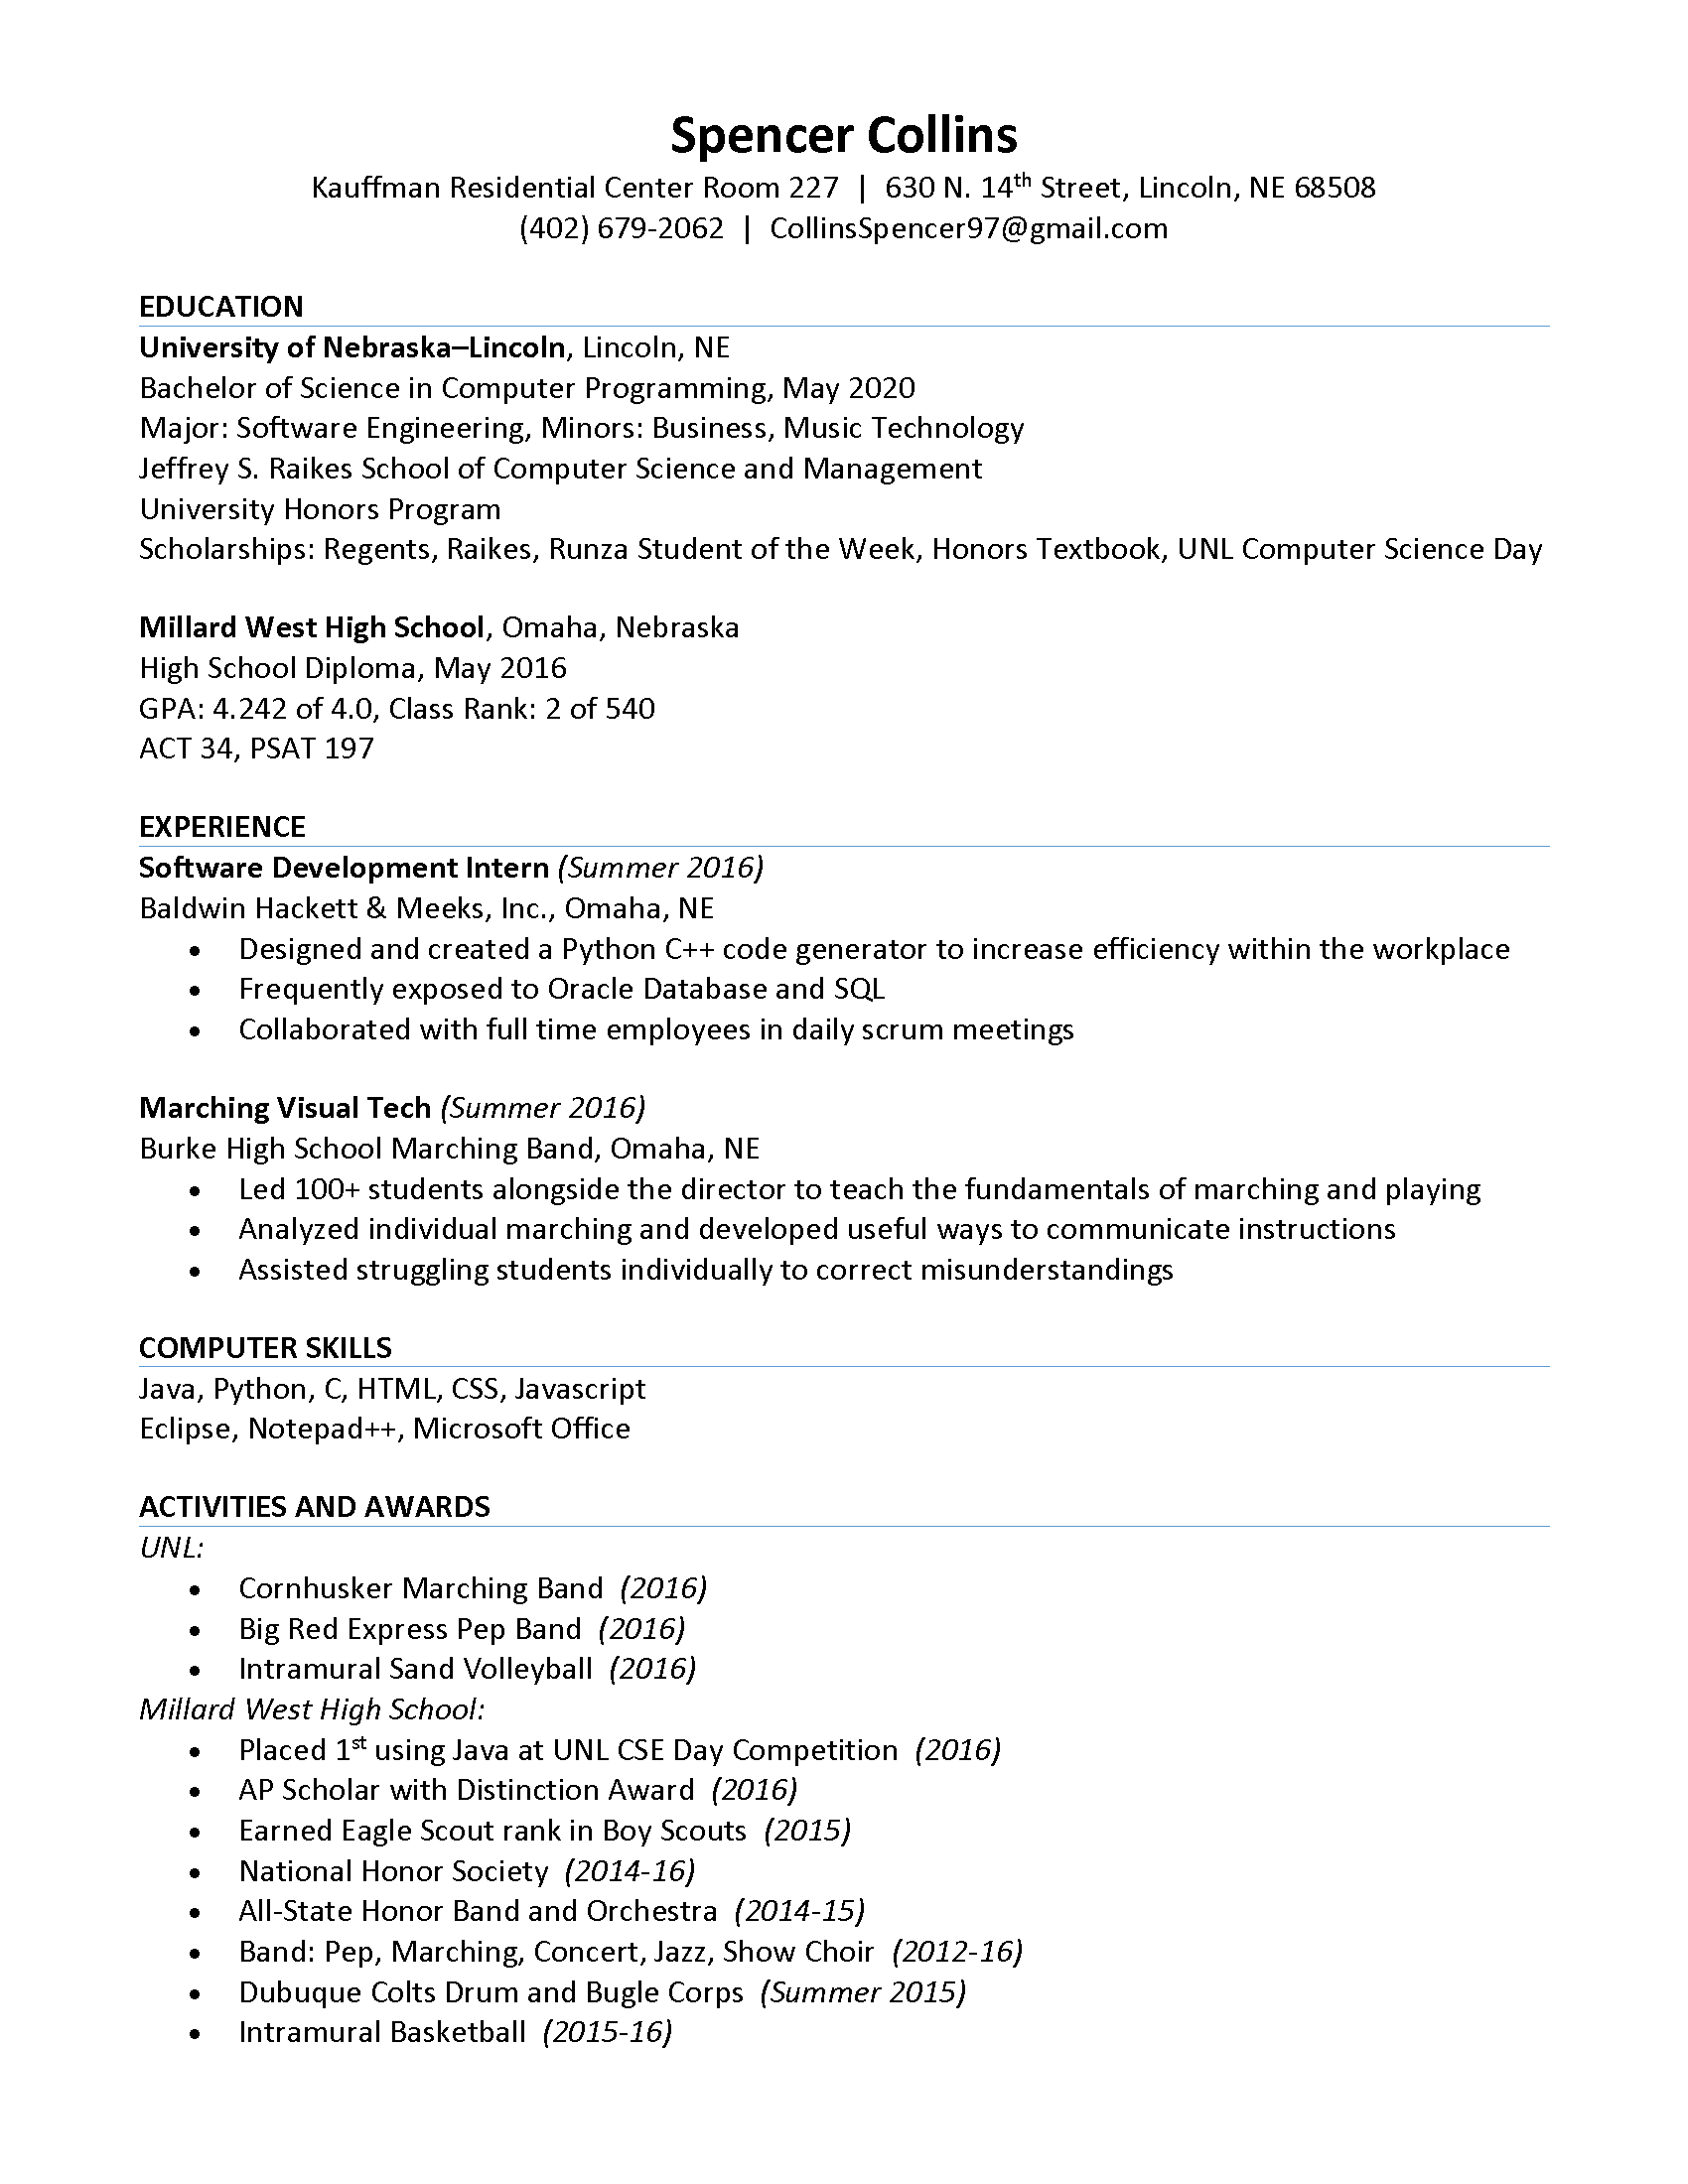 Spencer Collins
Kauffman Residential Center Room 227 | 630 N. 14th Street, Lincoln, NE 68508
(402) 679-2062 | CollinsSpencer97@gmail.com
EDUCATION
University of Nebraska–Lincoln, Lincoln, NE
Bachelor of Science in Computer Programming, May 2020
Major: Software Engineering, Minors: Business, Music Technology
Jeffrey S. Raikes School of Computer Science and Management
University Honors Program
Scholarships: Regents, Raikes, Runza Student of the Week, Honors Textbook, UNL Computer Science Day
Millard West High School, Omaha, Nebraska
High School Diploma, May 2016
GPA: 4.242 of 4.0, Class Rank: 2 of 540
ACT 34, PSAT 197
EXPERIENCE
Software Development Intern (Summer 2016)
Baldwin Hackett & Meeks, Inc., Omaha, NE
• Designed and created a Python C++ code generator to increase efficiency within the workplace
• Frequently exposed to Oracle Database and SQL
• Collaborated with full time employees in daily scrum meetings
Marching Visual Tech (Summer 2016)
Burke High School Marching Band, Omaha, NE
• Led 100+ students alongside the director to teach the fundamentals of marching and playing
• Analyzed individual marching and developed useful ways to communicate instructions
• Assisted struggling students individually to correct misunderstandings
COMPUTER SKILLS
Java, Python, C, HTML, CSS, Javascript
Eclipse, Notepad++, Microsoft Office
ACTIVITIES AND AWARDS
UNL:
• Cornhusker Marching Band (2016)
• Big Red Express Pep Band (2016)
• Intramural Sand Volleyball (2016)
Millard West High School:
• Placed 1st using Java at UNL CSE Day Competition (2016)
• AP Scholar with Distinction Award (2016)
• Earned Eagle Scout rank in Boy Scouts (2015)
• National Honor Society (2014-16)
• All-State Honor Band and Orchestra (2014-15)
• Band: Pep, Marching, Concert, Jazz, Show Choir (2012-16)
• Dubuque Colts Drum and Bugle Corps (Summer 2015)
• Intramural Basketball (2015-16)